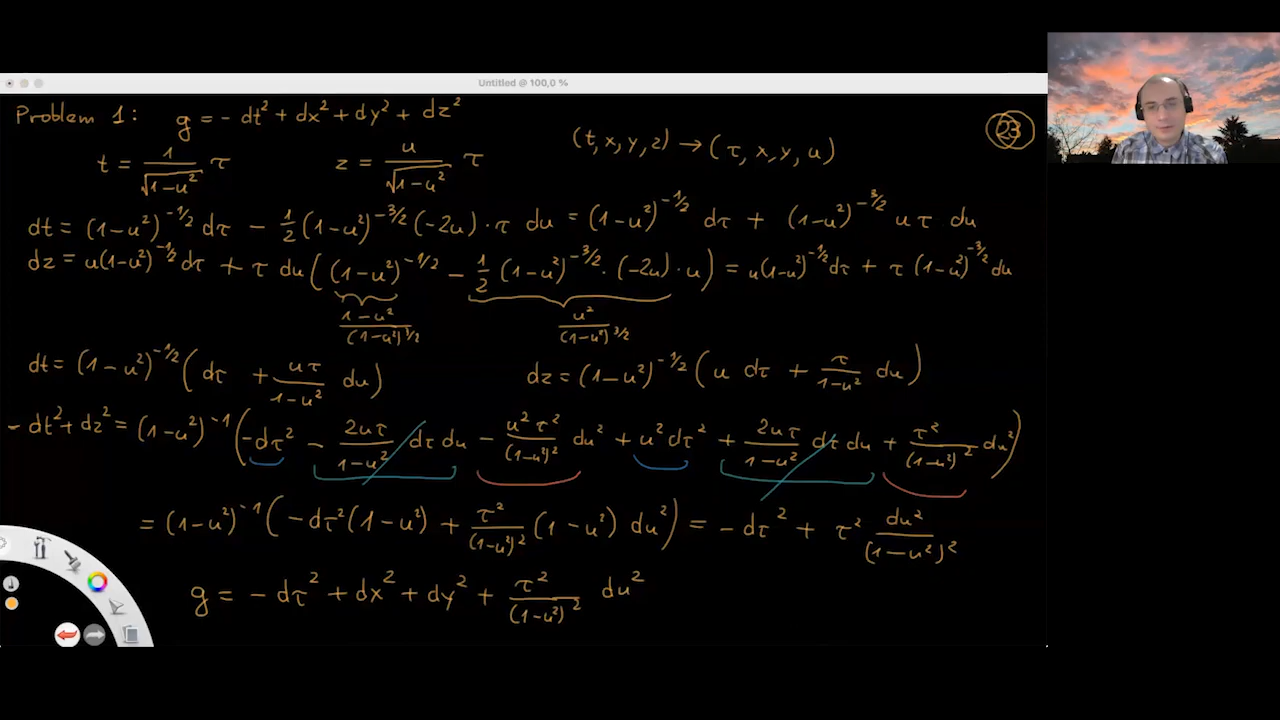 Untitled @ 100,0 %
Problem 1: g = - dt² + dx² + dy² + dz²
(t, x, y, z) → (τ, x, y, u)
23
t = 1/√(1-u²) τ    z = u/√(1-u²) τ
dt = (1-u²)^(-1/2) dτ - 1/2 (1-u²)^(-3/2) (-2u) · τ du = (1-u²)^(-1/2) dτ + (1-u²)^(-3/2) u τ du
dz = u(1-u²)^(-1/2) dτ + τ du ( (1-u²)^(-1/2) - 1/2 (1-u²)^(-3/2) · (-2u) · u ) = u(1-u²)^(-1/2) dτ + τ (1-u²)^(-3/2) du
(1-u²)/(1-u²)^(3/2)    u²/(1-u²)^(3/2)
dt = (1-u²)^(-1/2) ( dτ + uτ/(1-u²) du )    dz = (1-u²)^(-1/2) ( u dτ + τ/(1-u²) du )
- dt² + dz² = (1-u²)^(-1) ( -dτ² - 2uτ/(1-u²) dτ du - u²τ²/(1-u²)² du² + u² dτ² + 2uτ/(1-u²) dτ du + τ²/(1-u²)² du² )
= (1-u²)^(-1) ( -dτ² (1-u²) + τ²/(1-u²)² (1-u²) du² ) = - dτ² + τ² du²/(1-u²)²
g = - dτ² + dx² + dy² + τ²/(1-u²)² du²